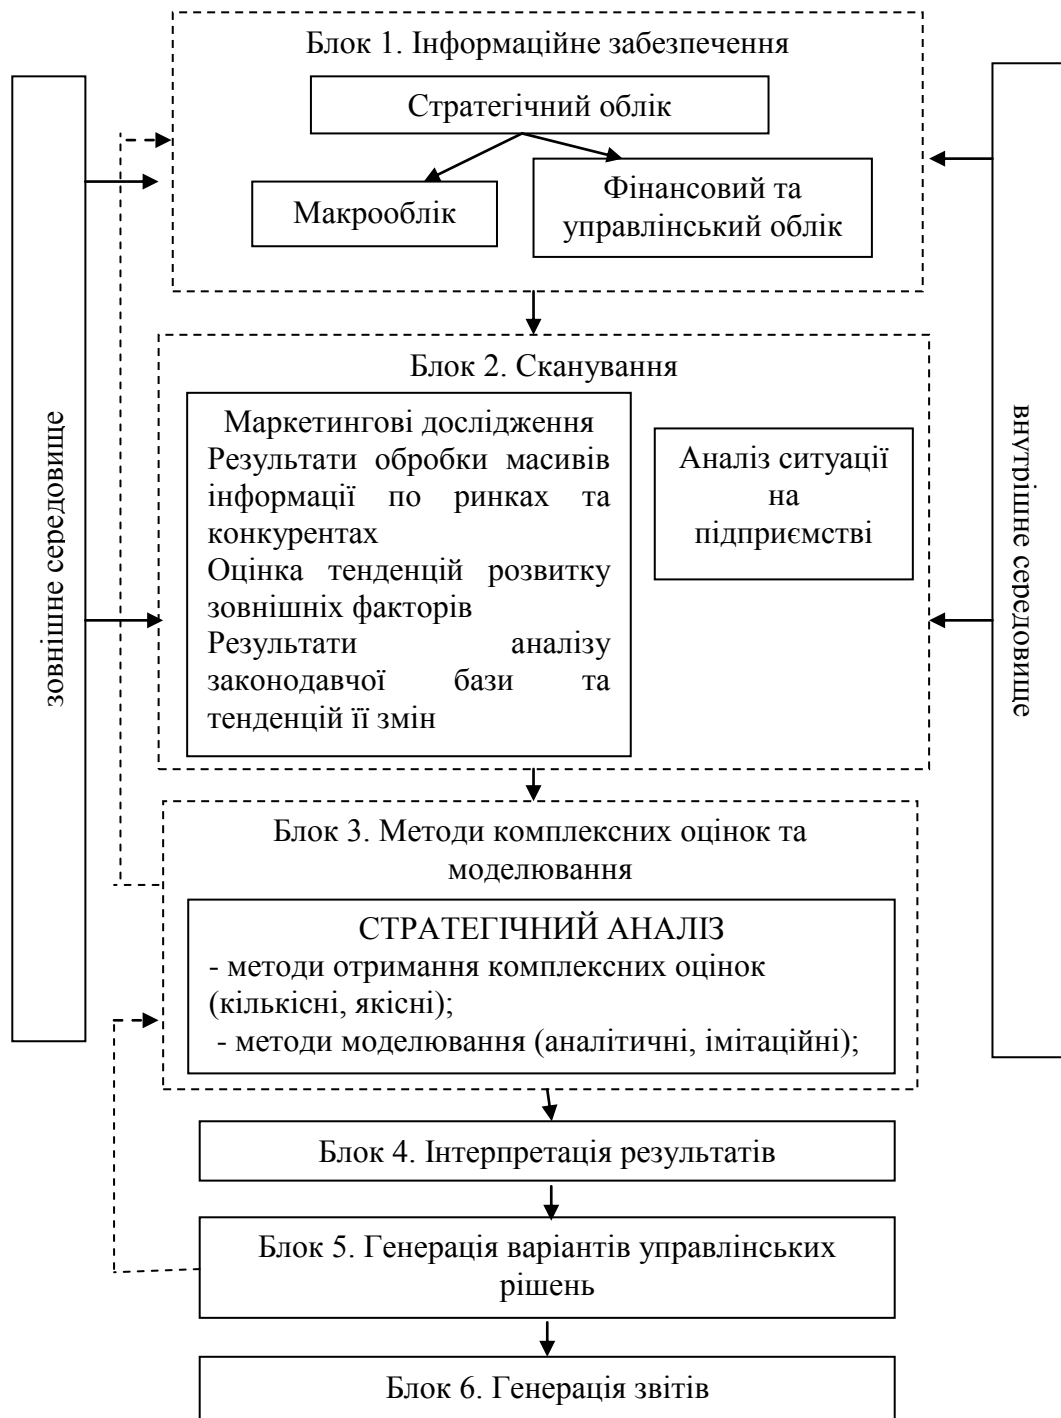 Блок 1. Інформаційне забезпечення
Стратегічний облік
Макрооблік
Фінансовий та
управлінський облік
зовнішне середовище
внутрішне середовище
Блок 2. Сканування
Маркетингові дослідження
Результати обробки масивів
інформації по ринках та
конкурентах
Оцінка тенденцій розвитку
зовнішніх факторів
Результати аналізу
законодавчої бази та
тенденцій її змін
Аналіз ситуації
на
підприємстві
Блок 3. Методи комплексних оцінок та
моделювання
СТРАТЕГІЧНИЙ АНАЛІЗ
- методи отримання комплексних оцінок
(кількісні, якісні);
- методи моделювання (аналітичні, імітаційні);
Блок 4. Інтерпретація результатів
Блок 5. Генерація варіантів управлінських
рішень
Блок 6. Генерація звітів